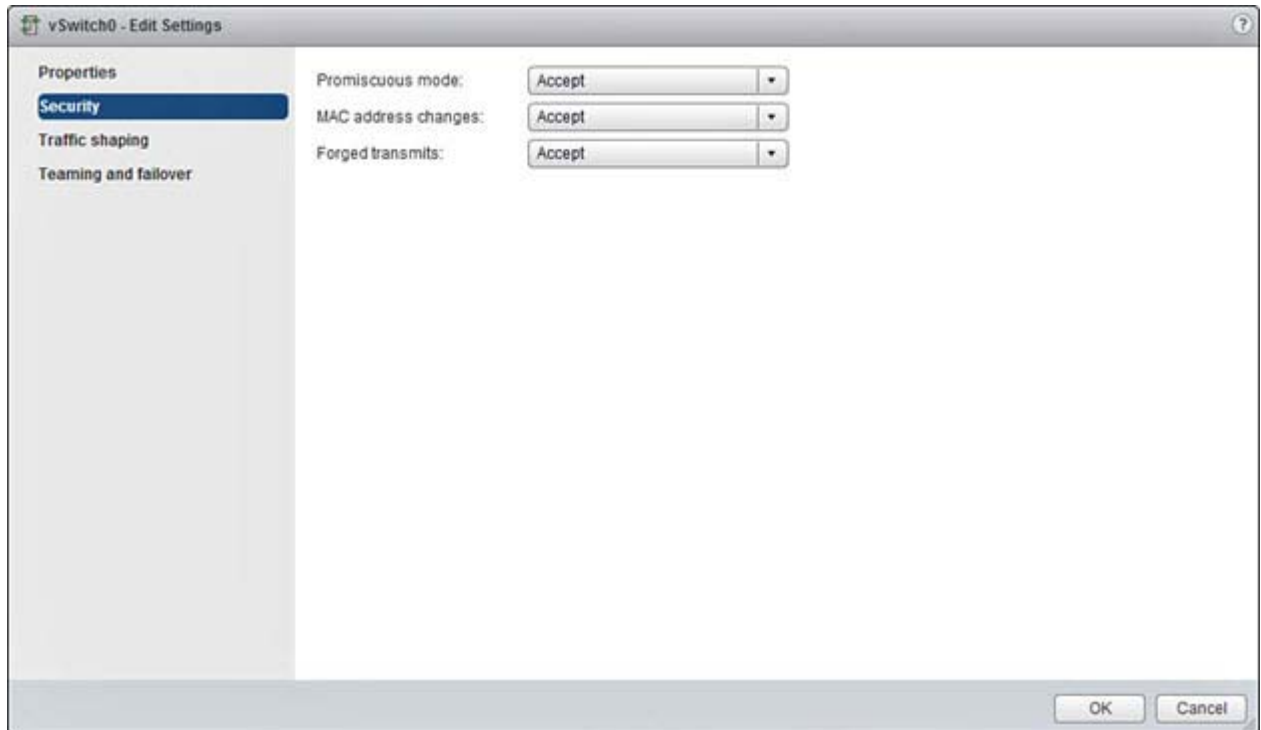 vSwitch0 - Edit Settings
?
Properties
Security
Traffic shaping
Teaming and failover
Promiscuous mode: Accept
MAC address changes: Accept
Forged transmits: Accept
OK Cancel